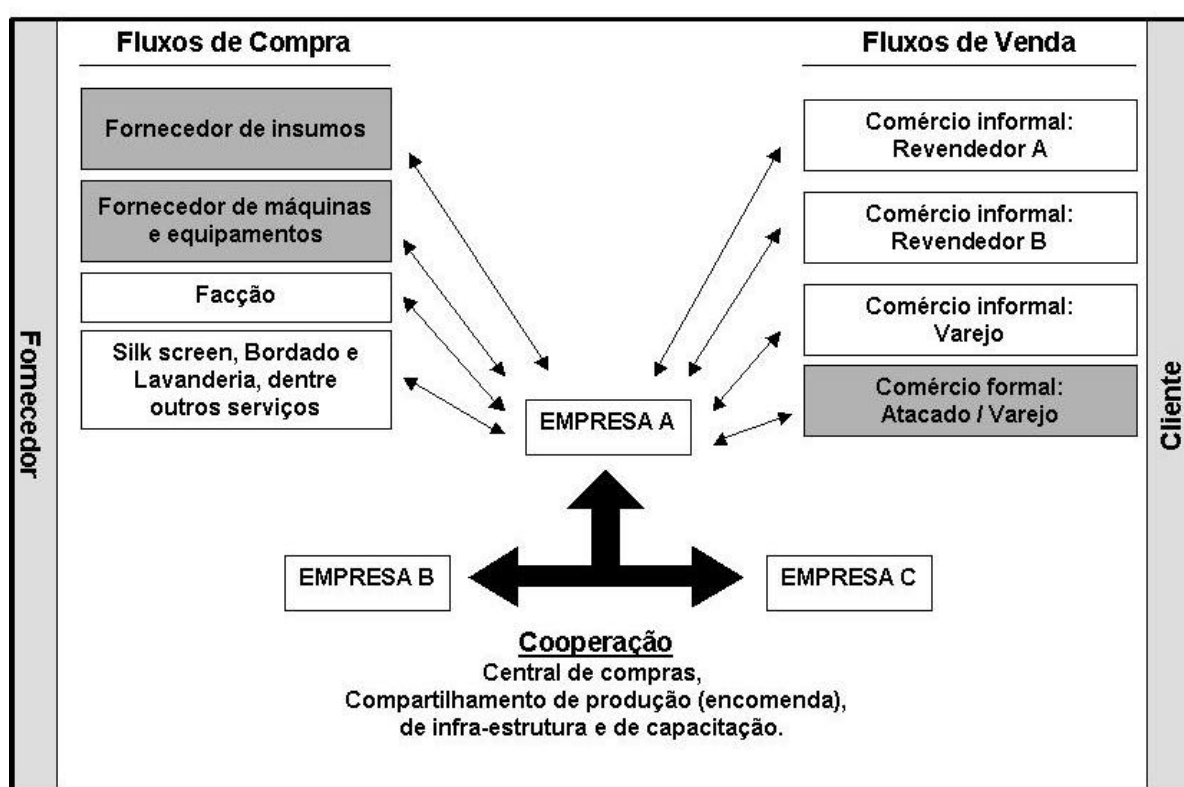 Fluxos de Compra
Fornecedor de insumos
Fornecedor de máquinas
e equipamentos
Facção
Silk screen, Bordado e
Lavanderia, dentre
outros serviços
Fornecedor
Fluxos de Venda
Comércio informal:
Revendedor A
Comércio informal:
Revendedor B
Comércio informal:
Varejo
Comércio formal:
Atacado / Varejo
Cliente
EMPRESA A
EMPRESA B
EMPRESA C
Cooperação
Central de compras,
Compartilhamento de produção (encomenda),
de infra-estrutura e de capacitação.